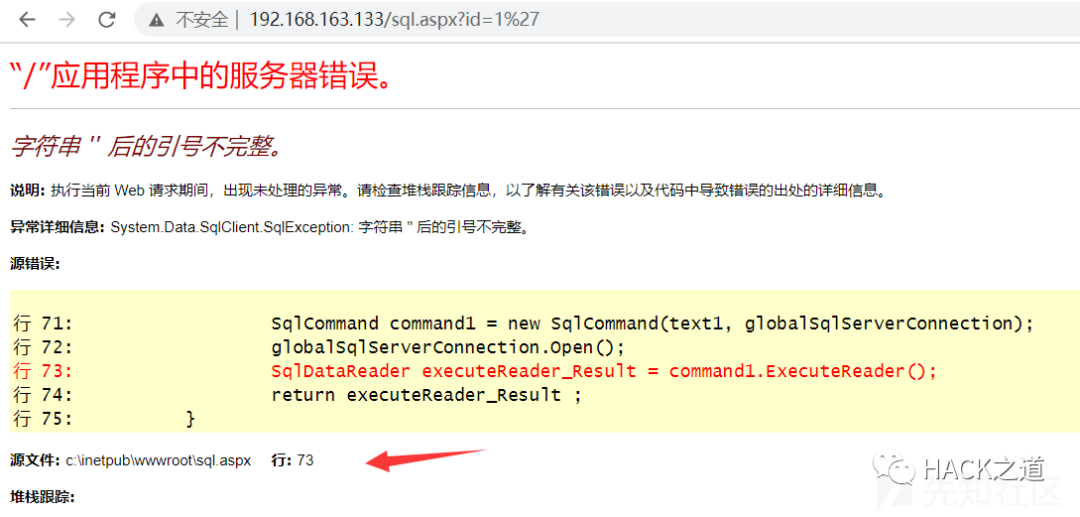 不安全 | 192.168.163.133/sql.aspx?id=1%27
“/”应用程序中的服务器错误。
字符串 '' 后的引号不完整。
说明: 执行当前 Web 请求期间，出现未处理的异常。请检查堆栈跟踪信息，以了解有关该错误以及代码中导致错误的出处的详细信息。
异常详细信息: System.Data.SqlClient.SqlException: 字符串 '' 后的引号不完整。
源错误:
行 71: SqlCommand command1 = new SqlCommand(text1, globalSqlServerConnection);
行 72: globalSqlServerConnection.Open();
行 73: SqlDataReader executeReader_Result = command1.ExecuteReader();
行 74: return executeReader_Result ;
行 75: }
源文件: c:\inetpub\wwwroot\sql.aspx 行: 73
HACK之道
先知社区
堆栈跟踪: